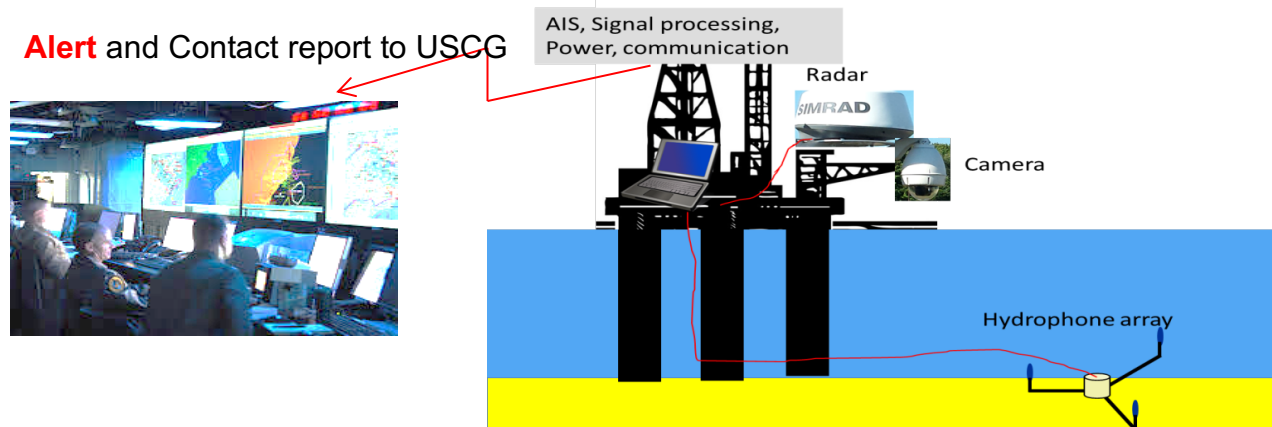 Alert and Contact report to USCG
AIS, Signal processing,
Power, communication
Radar
SIMRAD
Camera
Hydrophone array